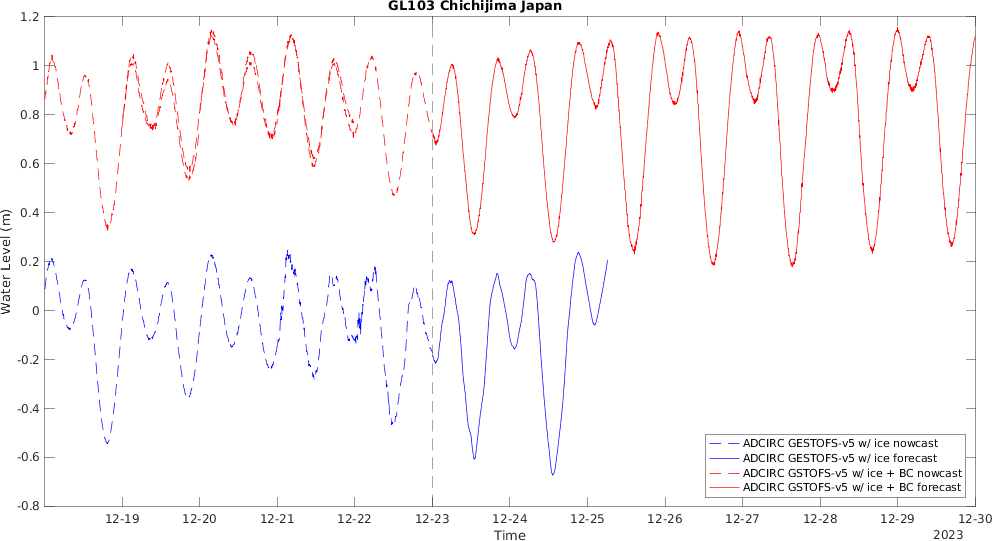 GL103 Chichijima Japan
1.2
1
0.8
0.6
0.4
0.2
0
-0.2
-0.4
-0.6
-0.8
Water Level (m)
ADCIRC GESTOFS-v5 w/ ice nowcast
ADCIRC GESTOFS-v5 w/ ice forecast
ADCIRC GSTOFS-v5 w/ ice + BC nowcast
ADCIRC GSTOFS-v5 w/ ice + BC forecast
12-19 12-20 12-21 12-22 12-23 12-24 12-25 12-26 12-27 12-28 12-29 12-30
Time
2023